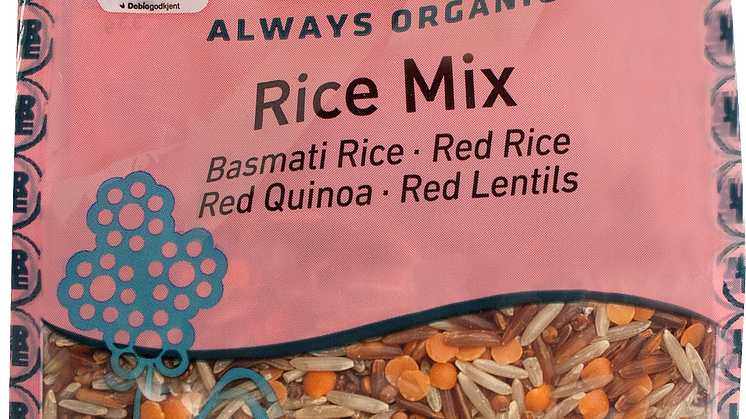 Debiogodkjent
ALWAYS ORGANIC
Rice Mix
Basmati Rice · Red Rice
Red Quinoa · Red Lentils